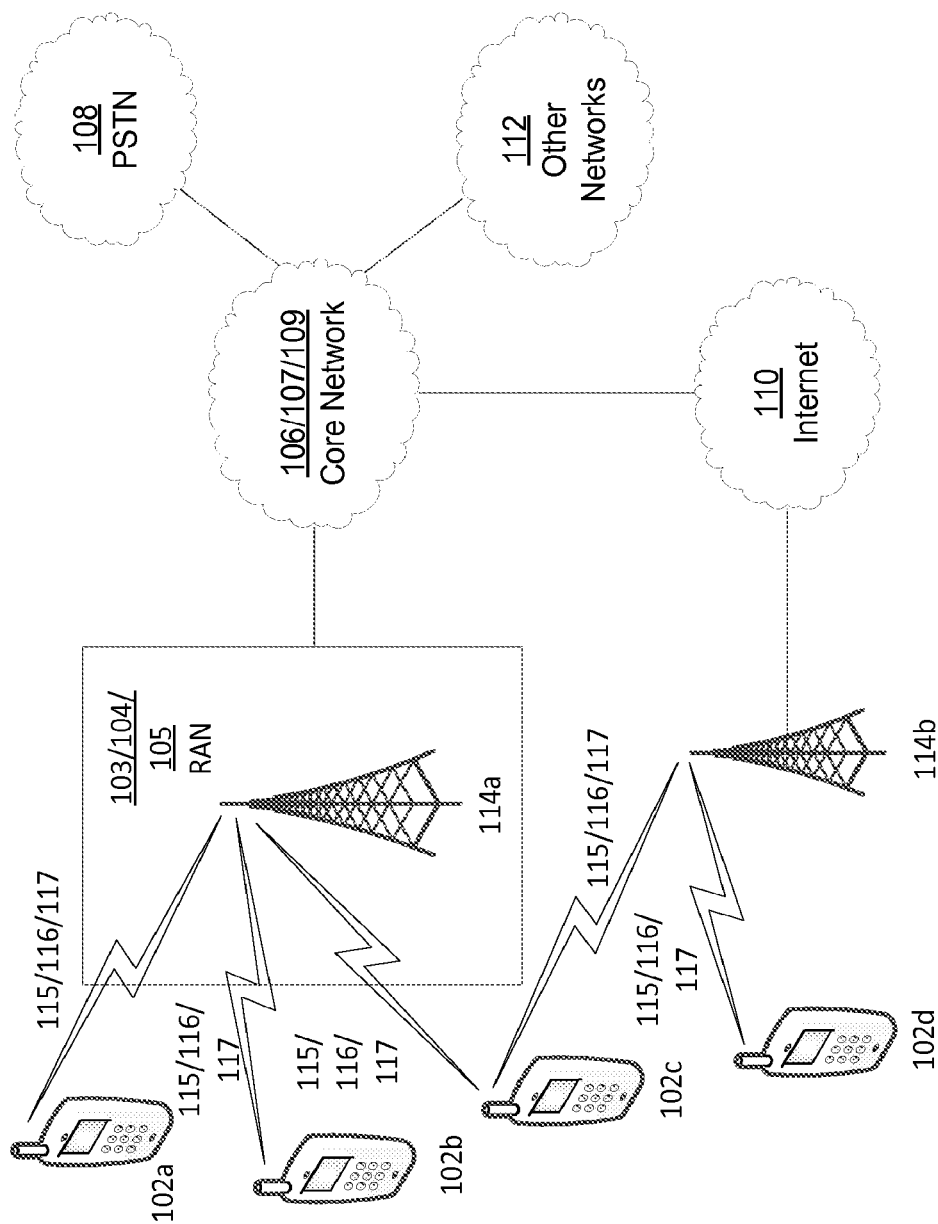 115/116/117
102a
115/116/
117
102b
115/
116/
117
102c
103/104/
105
RAN
114a
115/116/117
115/116/
117
102d
114b
106/107/109
Core Network
108
PSTN
112
Other
Networks
110
Internet